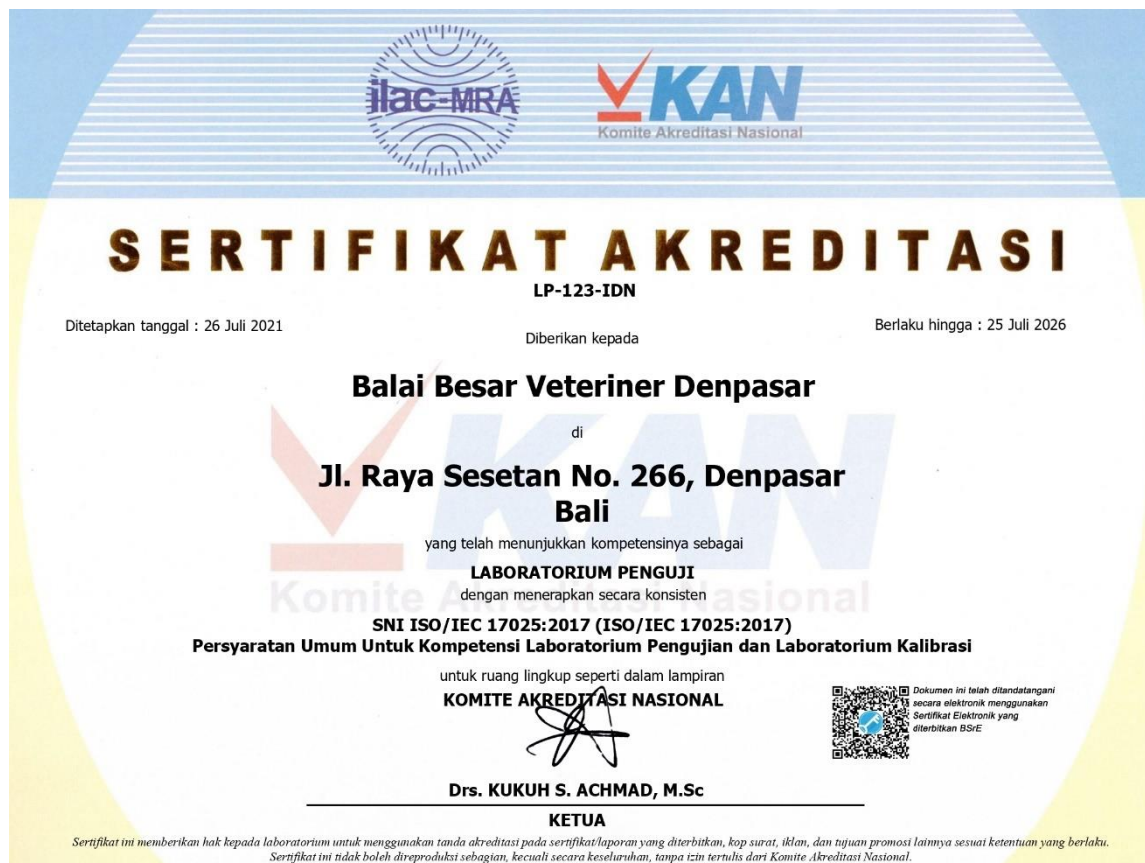 ilac-MRA
KAN
Komite Akreditasi Nasional
SERTIFIKAT AKREDITASI
LP-123-IDN
Ditetapkan tanggal : 26 Juli 2021
Berlaku hingga : 25 Juli 2026
Diberikan kepada
Balai Besar Veteriner Denpasar
di
Jl. Raya Sesetan No. 266, Denpasar
Bali
yang telah menunjukkan kompetensinya sebagai
LABORATORIUM PENGUJI
dengan menerapkan secara konsisten
KAN
Komite Akreditasi Nasional
SNI ISO/IEC 17025:2017 (ISO/IEC 17025:2017)
Persyaratan Umum Untuk Kompetensi Laboratorium Pengujian dan Laboratorium Kalibrasi
untuk ruang lingkup seperti dalam lampiran
KOMITE AKREDITASI NASIONAL
Dokumen ini telah ditandatangani
secara elektronik menggunakan
Sertifikat Elektronik yang
diterbitkan BSrE
Drs. KUKUH S. ACHMAD, M.Sc
KETUA
Sertifikat ini memberikan hak kepada laboratorium untuk menggunakan tanda akreditasi pada sertifikat/laporan yang diterbitkan, kop surat, iklan, dan tujuan promosi lainnya sesuai ketentuan yang berlaku.
Sertifikat ini tidak boleh direproduksi sebagian, kecuali secara keseluruhan, tanpa izin tertulis dari Komite Akreditasi Nasional.